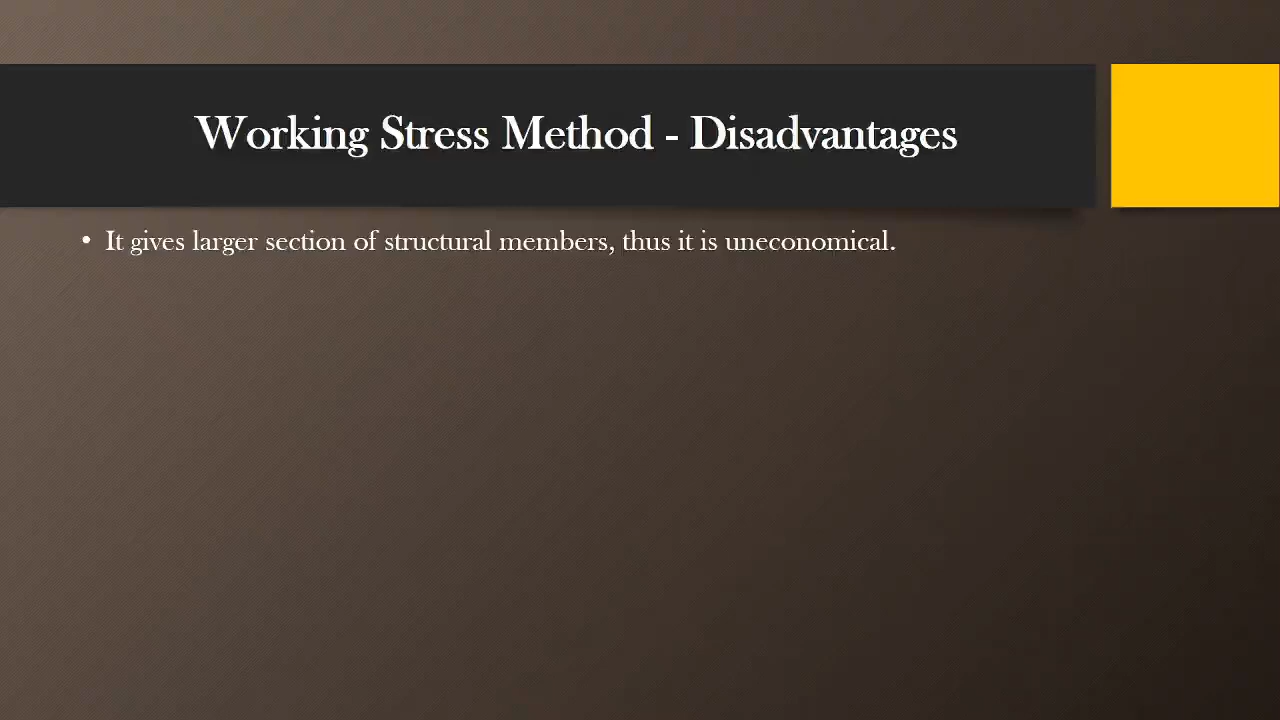 Working Stress Method - Disadvantages
• It gives larger section of structural members, thus it is uneconomical.